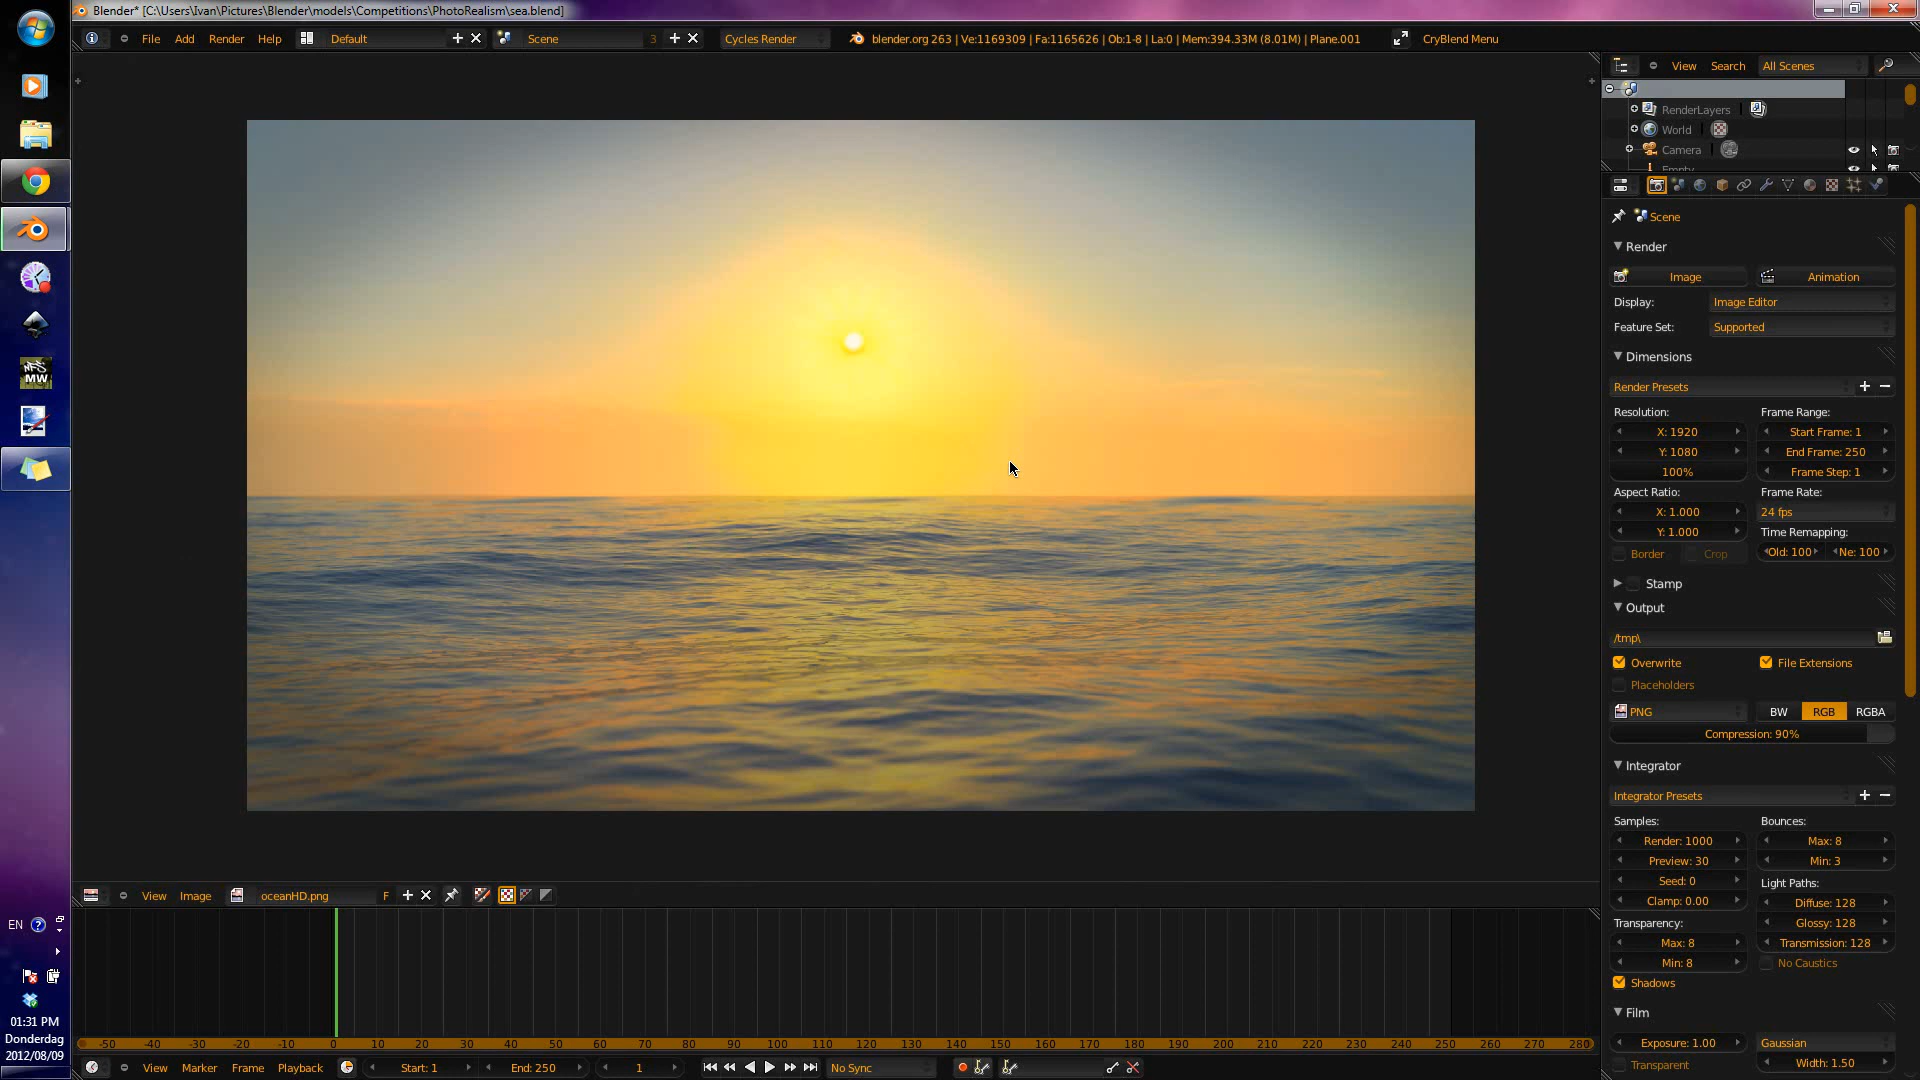 Blender* [C:\Users\Ivan\Pictures\Blender\models\Competitions\PhotoRealism\sea.blend]
File Add Render Help Default Scene 3 Cycles Render blender.org 263 | Ve:1169309 | Fa:1165626 | Ob:1-8 | La:0 | Mem:394.33M (8.01M) | Plane.001 CryBlend Menu
View Search All Scenes
RenderLayers
World
Camera
Empty
Scene
Render
Image Animation
Display: Image Editor
Feature Set: Supported
Dimensions
Render Presets
Resolution: Frame Range:
X: 1920 Start Frame: 1
Y: 1080 End Frame: 250
100% Frame Step: 1
Aspect Ratio: Frame Rate:
X: 1.000 24 fps
Y: 1.000 Time Remapping:
Border Crop Old: 100 Ne: 100
Stamp
Output
/tmp\
Overwrite File Extensions
Placeholders
PNG BW RGB RGBA
Compression: 90%
Integrator
Integrator Presets
Samples: Bounces:
Render: 1000 Max: 8
Preview: 30 Min: 3
Seed: 0 Light Paths:
Clamp: 0.00 Diffuse: 128
Transparency: Glossy: 128
Max: 8 Transmission: 128
Min: 8 No Caustics
Shadows
Film
Exposure: 1.00 Gaussian
Transparent Width: 1.50
View Image oceanHD.png F
-50 -40 -30 -20 -10 0 10 20 30 40 50 60 70 80 90 100 110 120 130 140 150 160 170 180 190 200 210 220 230 240 250 260 270 280
View Marker Frame Playback Start: 1 End: 250 1 No Sync
NFS
MW
EN
01:31 PM
Donderdag
2012/08/09